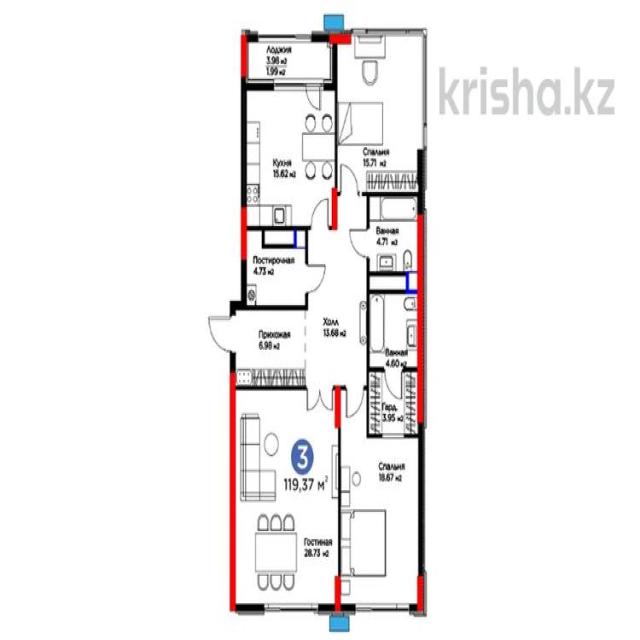 Лоджия
3.98 м2
1.99 м2
krisha.kz
Кухня
15.62 м2
Спальня
15.71 м2
Ванная
4.71 м2
Постирочная
4.73 м2
Прихожая
6.98 м2
Холл
13.68 м2
Ванная
4.60 м2
Гард.
3.95 м2
3
119,37 м2
Спальня
18.67 м2
Гостиная
28.73 м2